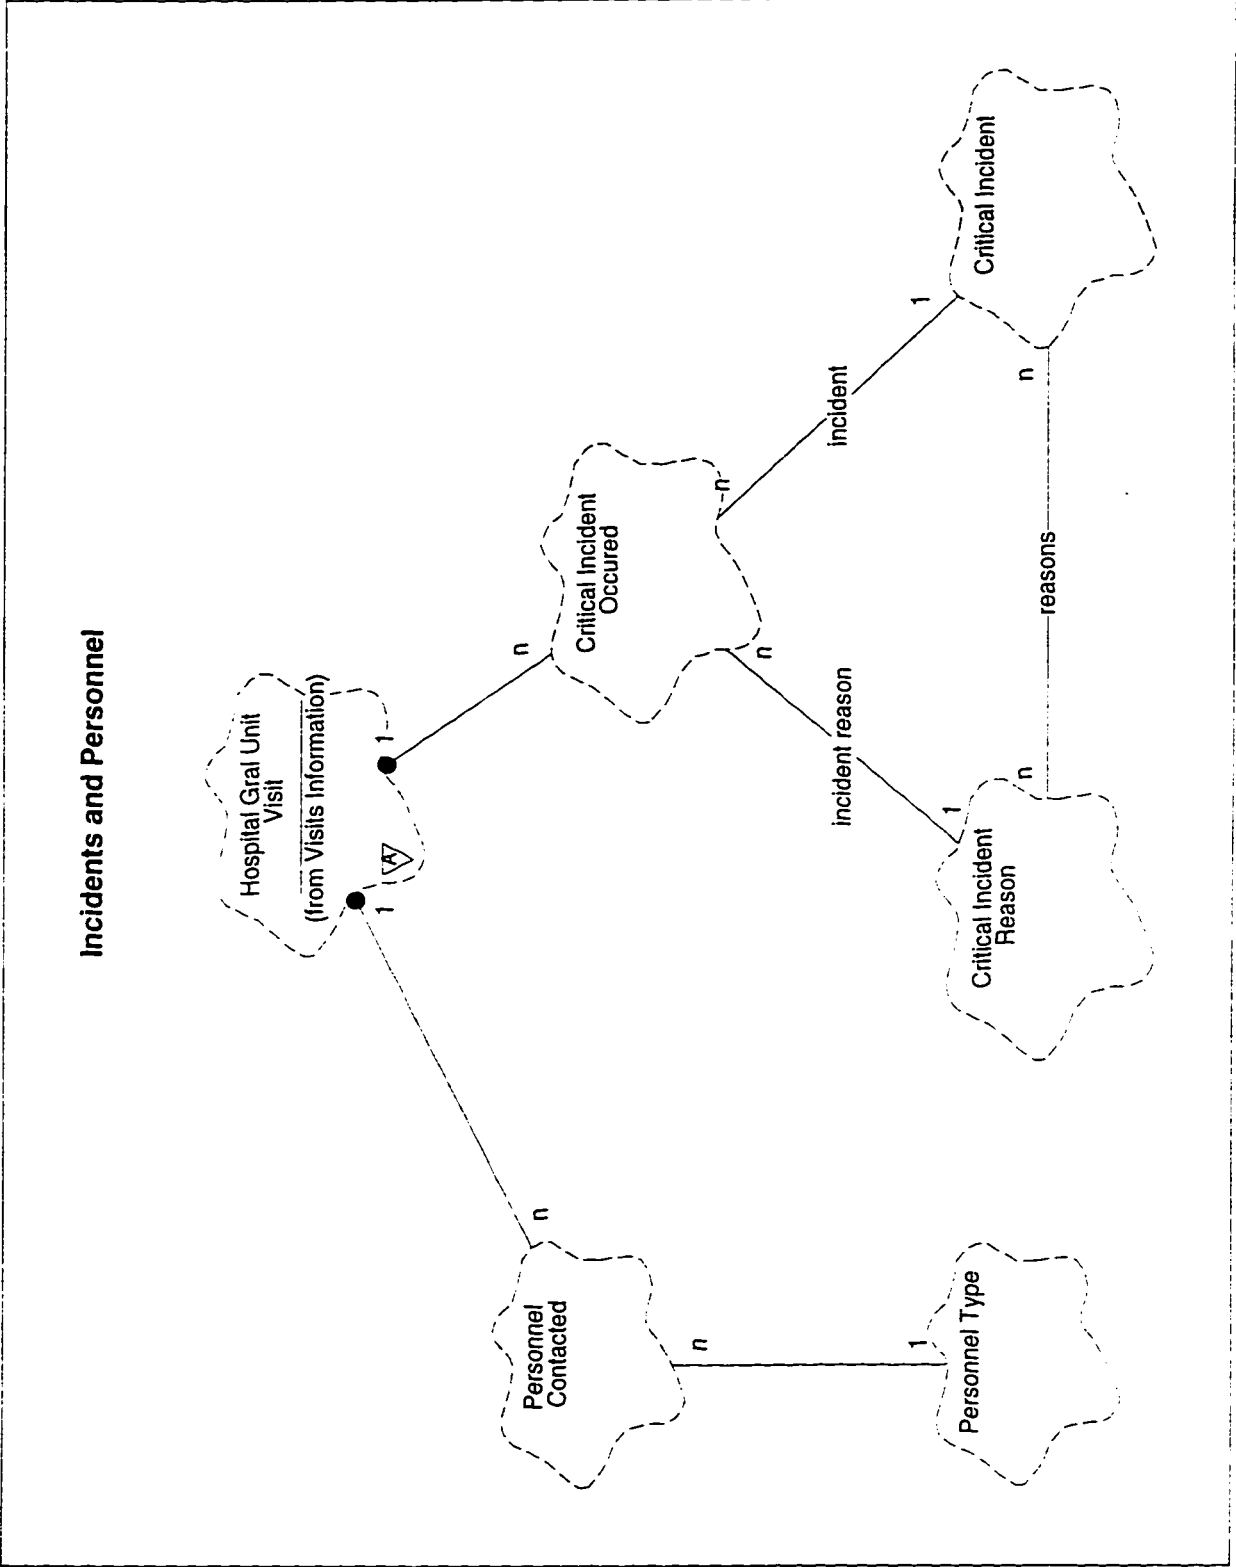 Incidents and Personnel
Hospital Gral Unit
Visit
(from Visits Information)
A
1
1
n
n
Personnel
Contacted
n
1
Personnel Type
Critical Incident
Occured
n
n
incident reason
incident
1
1
Critical Incident
Reason
n
reasons
n
Critical Incident